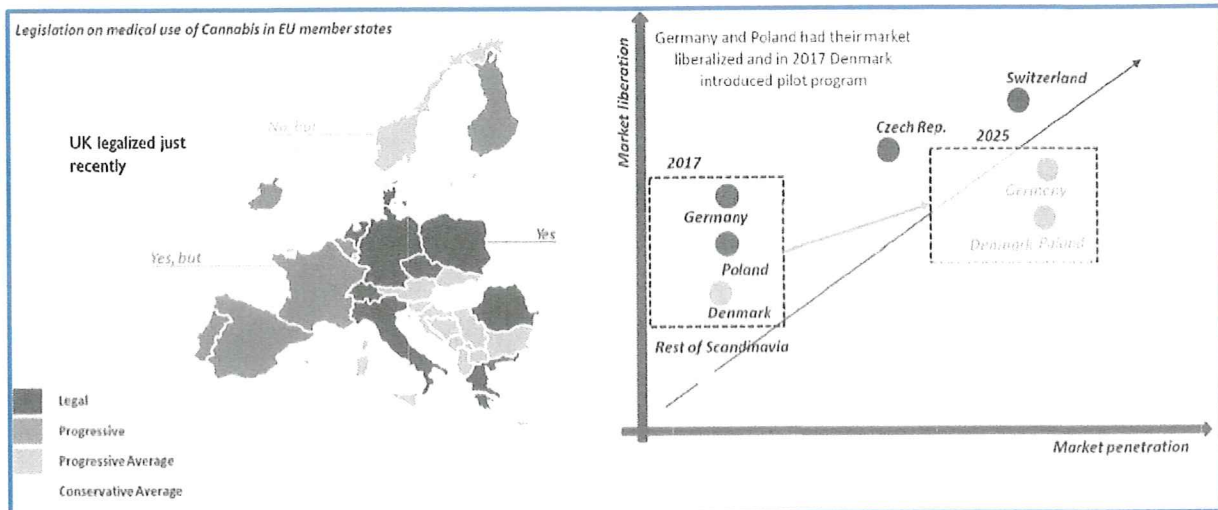 Legislation on medical use of Cannabis in EU member states
No, but
UK legalized just
recently
Yes
Yes, but
Legal
Progressive
Progressive Average
Conservative Average
Market liberation
Germany and Poland had their market
liberalized and in 2017 Denmark
introduced pilot program
Switzerland
Czech Rep.
2017
2025
Germany
Poland
Denmark
Germeny
Denmark, Poland
Rest of Scandinavia
Market penetration